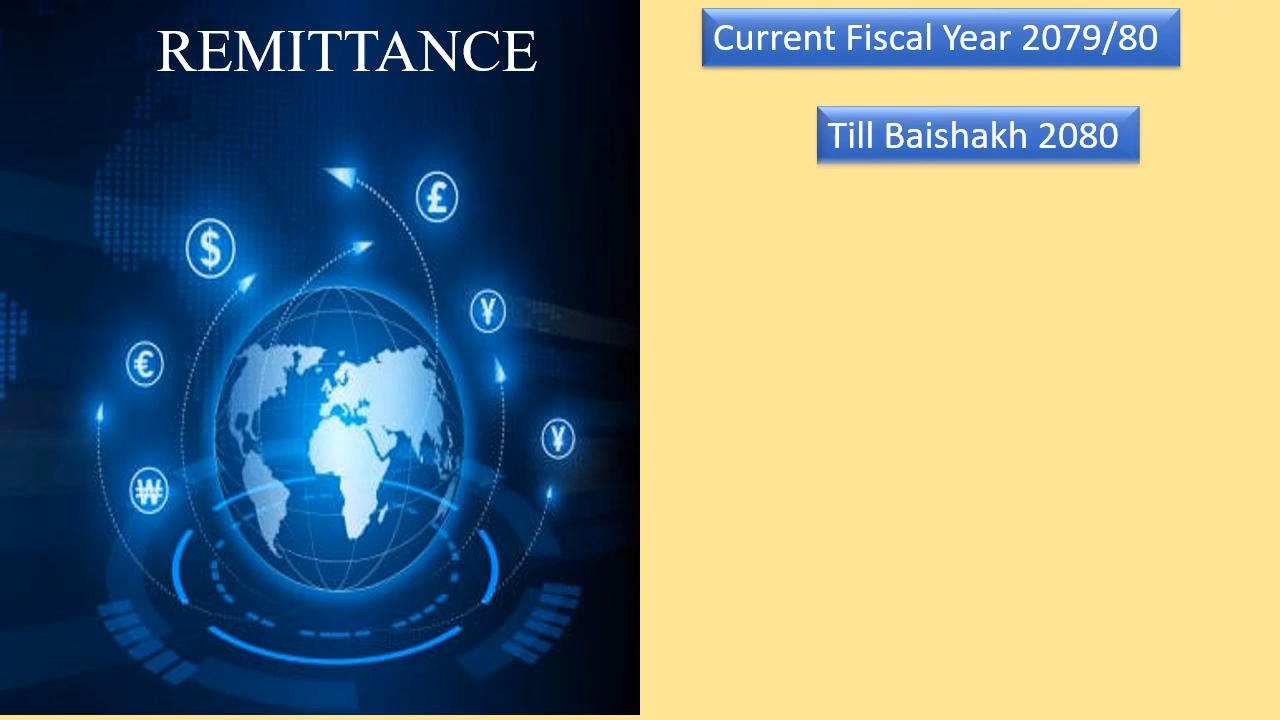 REMITTANCE
Current Fiscal Year 2079/80
Till Baishakh 2080
$
£
¥
€
¥
₩